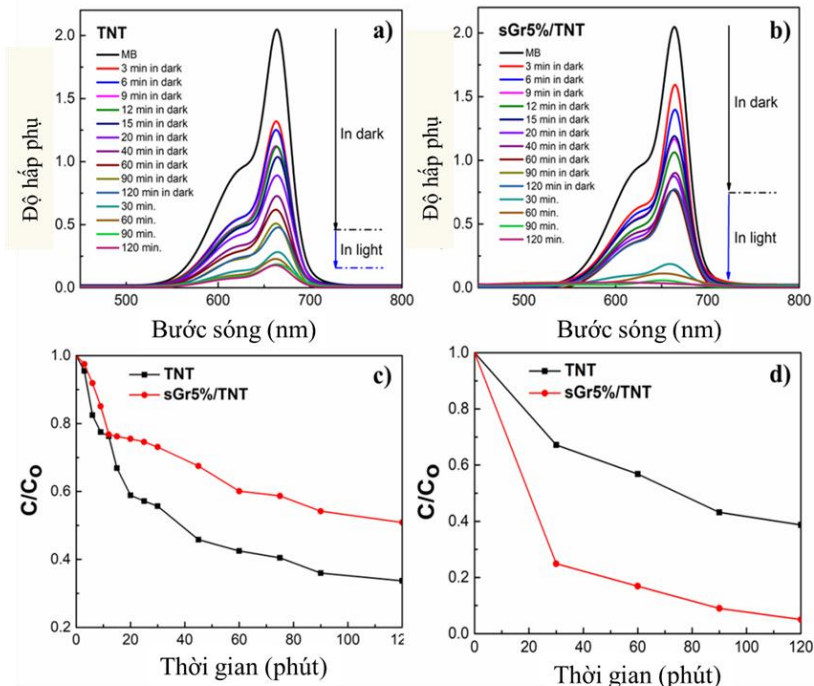 TNT
a)
MB
3 min in dark
6 min in dark
9 min in dark
12 min in dark
15 min in dark
20 min in dark
40 min in dark
60 min in dark
90 min in dark
120 min in dark
30 min.
60 min.
90 min.
120 min.
In dark
In light
2.0
1.5
1.0
0.5
0.0
Độ hấp phụ
500 600 700 800
Bước sóng (nm)
sGr5%/TNT
b)
MB
3 min in dark
6 min in dark
9 min in dark
12 min in dark
15 min in dark
20 min in dark
40 min in dark
60 min in dark
90 min in dark
120 min in dark
30 min.
60 min.
90 min.
120 min.
In dark
In light
2.0
1.5
1.0
0.5
0.0
Độ hấp phụ
500 600 700 800
Bước sóng (nm)
c)
TNT
sGr5%/TNT
1.0
0.8
0.6
0.4
0.2
C/Co
0 20 40 60 80 100 120
Thời gian (phút)
d)
TNT
sGr5%/TNT
1.0
0.8
0.6
0.4
0.2
0.0
C/Co
0 20 40 60 80 100 120
Thời gian (phút)